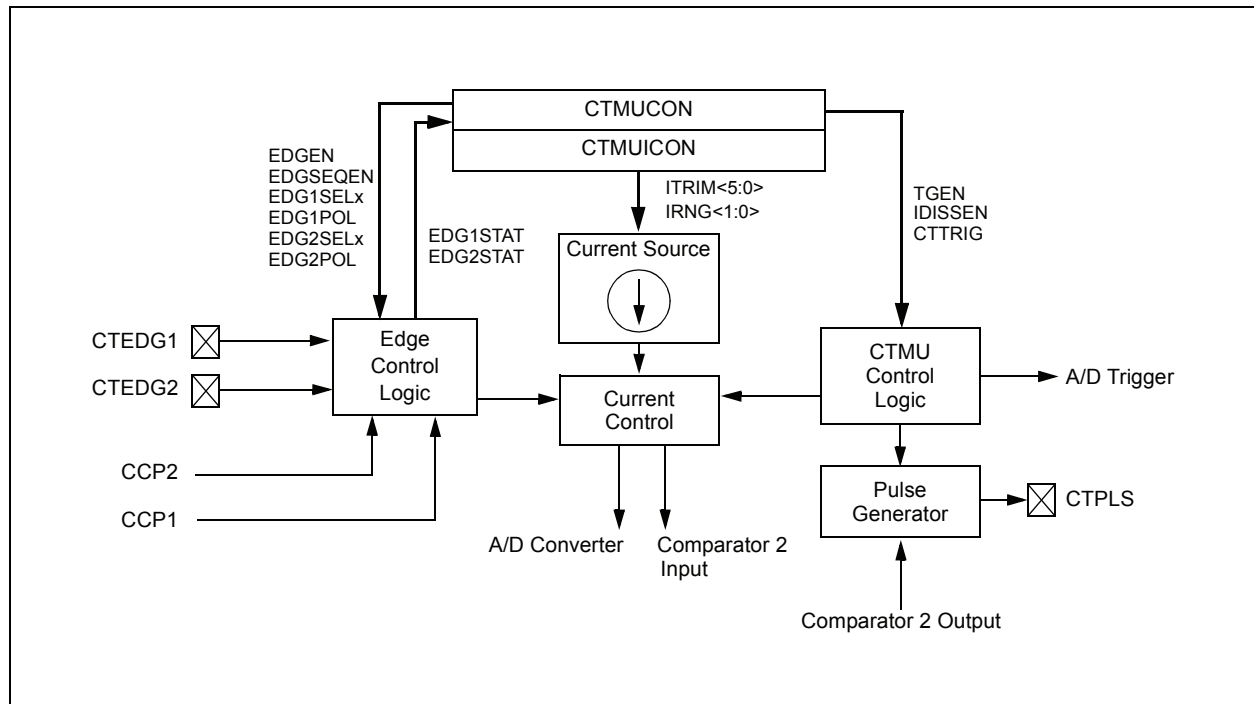 CTMUCON
CTMUICON
EDGEN
EDGSEQEN
EDG1SELx
EDG1POL
EDG2SELx
EDG2POL
EDG1STAT
EDG2STAT
ITRIM<5:0>
IRNG<1:0>
TGEN
IDISSEN
CTTRIG
Current Source
CTEDG1
CTEDG2
Edge
Control
Logic
Current
Control
CTMU
Control
Logic
A/D Trigger
CCP2
CCP1
Pulse
Generator
CTPLS
A/D Converter
Comparator 2
Input
Comparator 2 Output